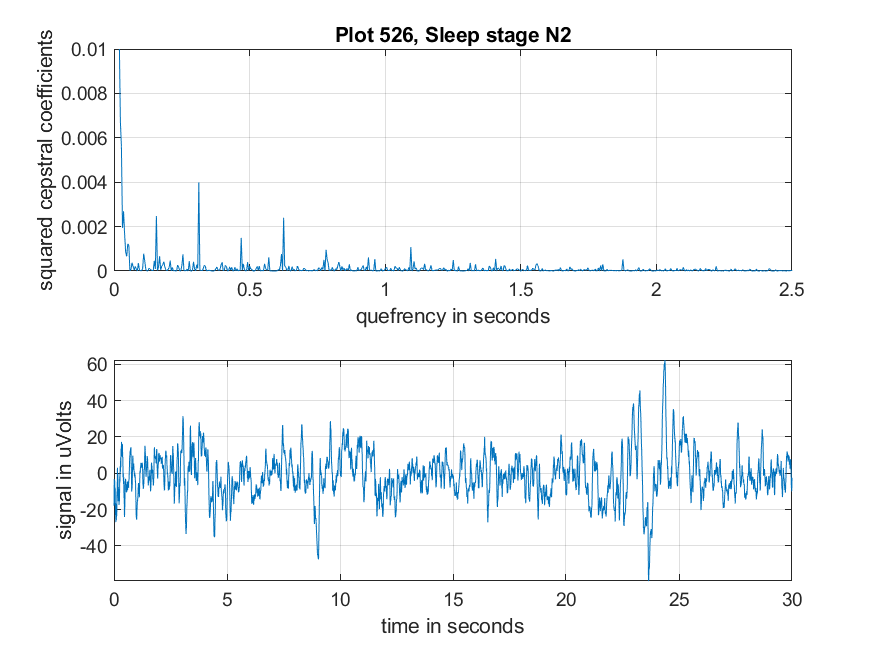 Plot 526, Sleep stage N2
squared cepstral coefficients
0.01
0.008
0.006
0.004
0.002
0
0 0.5 1 1.5 2 2.5
quefrency in seconds
signal in uVolts
60
40
20
0
-20
-40
0 5 10 15 20 25 30
time in seconds